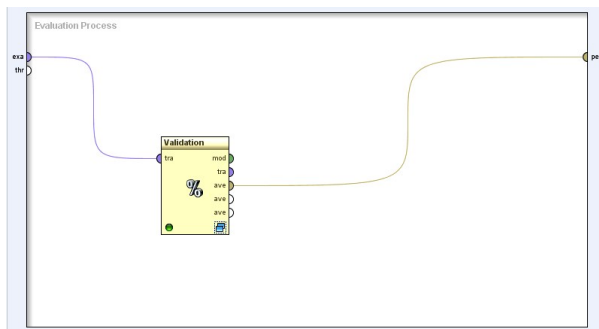 Evaluation Process
exa
thr
pe
Validation
tra
mod
tra
ave
ave
ave
%